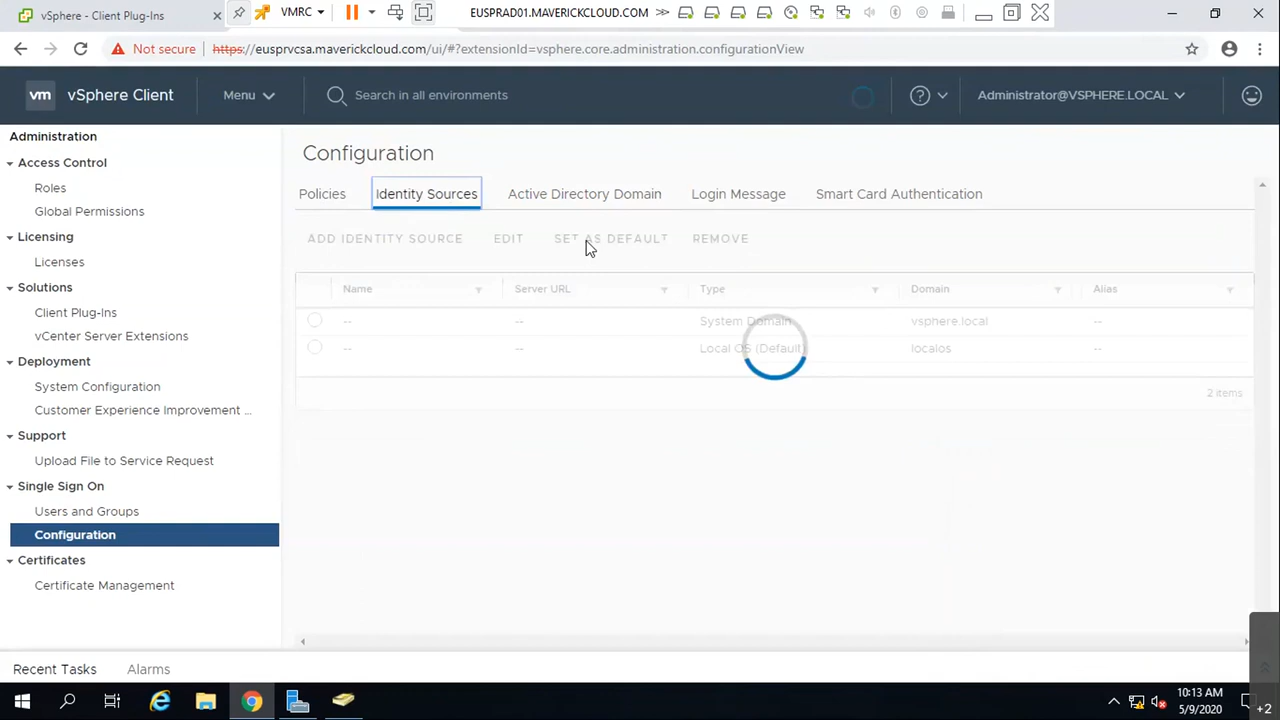 vSphere - Client Plug-Ins
VMRC
EUSPRAD01.MAVERICKCLOUD.COM
Not secure
https://eusprvcsa.maverickcloud.com/ui/#?extensionId=vsphere.core.administration.configurationView
vm vSphere Client
Menu
Search in all environments
Administrator@VSPHERE.LOCAL
Administration
Access Control
Roles
Global Permissions
Licensing
Licenses
Solutions
Client Plug-Ins
vCenter Server Extensions
Deployment
System Configuration
Customer Experience Improvement ...
Support
Upload File to Service Request
Single Sign On
Users and Groups
Configuration
Certificates
Certificate Management
Configuration
Policies Identity Sources Active Directory Domain Login Message Smart Card Authentication
ADD IDENTITY SOURCE EDIT SET AS DEFAULT REMOVE
Name Server URL Type Domain Alias
-- -- System Domain vsphere.local --
-- -- Local OS (Default) localos --
2 items
Recent Tasks Alarms
10:13 AM
5/9/2020
+2